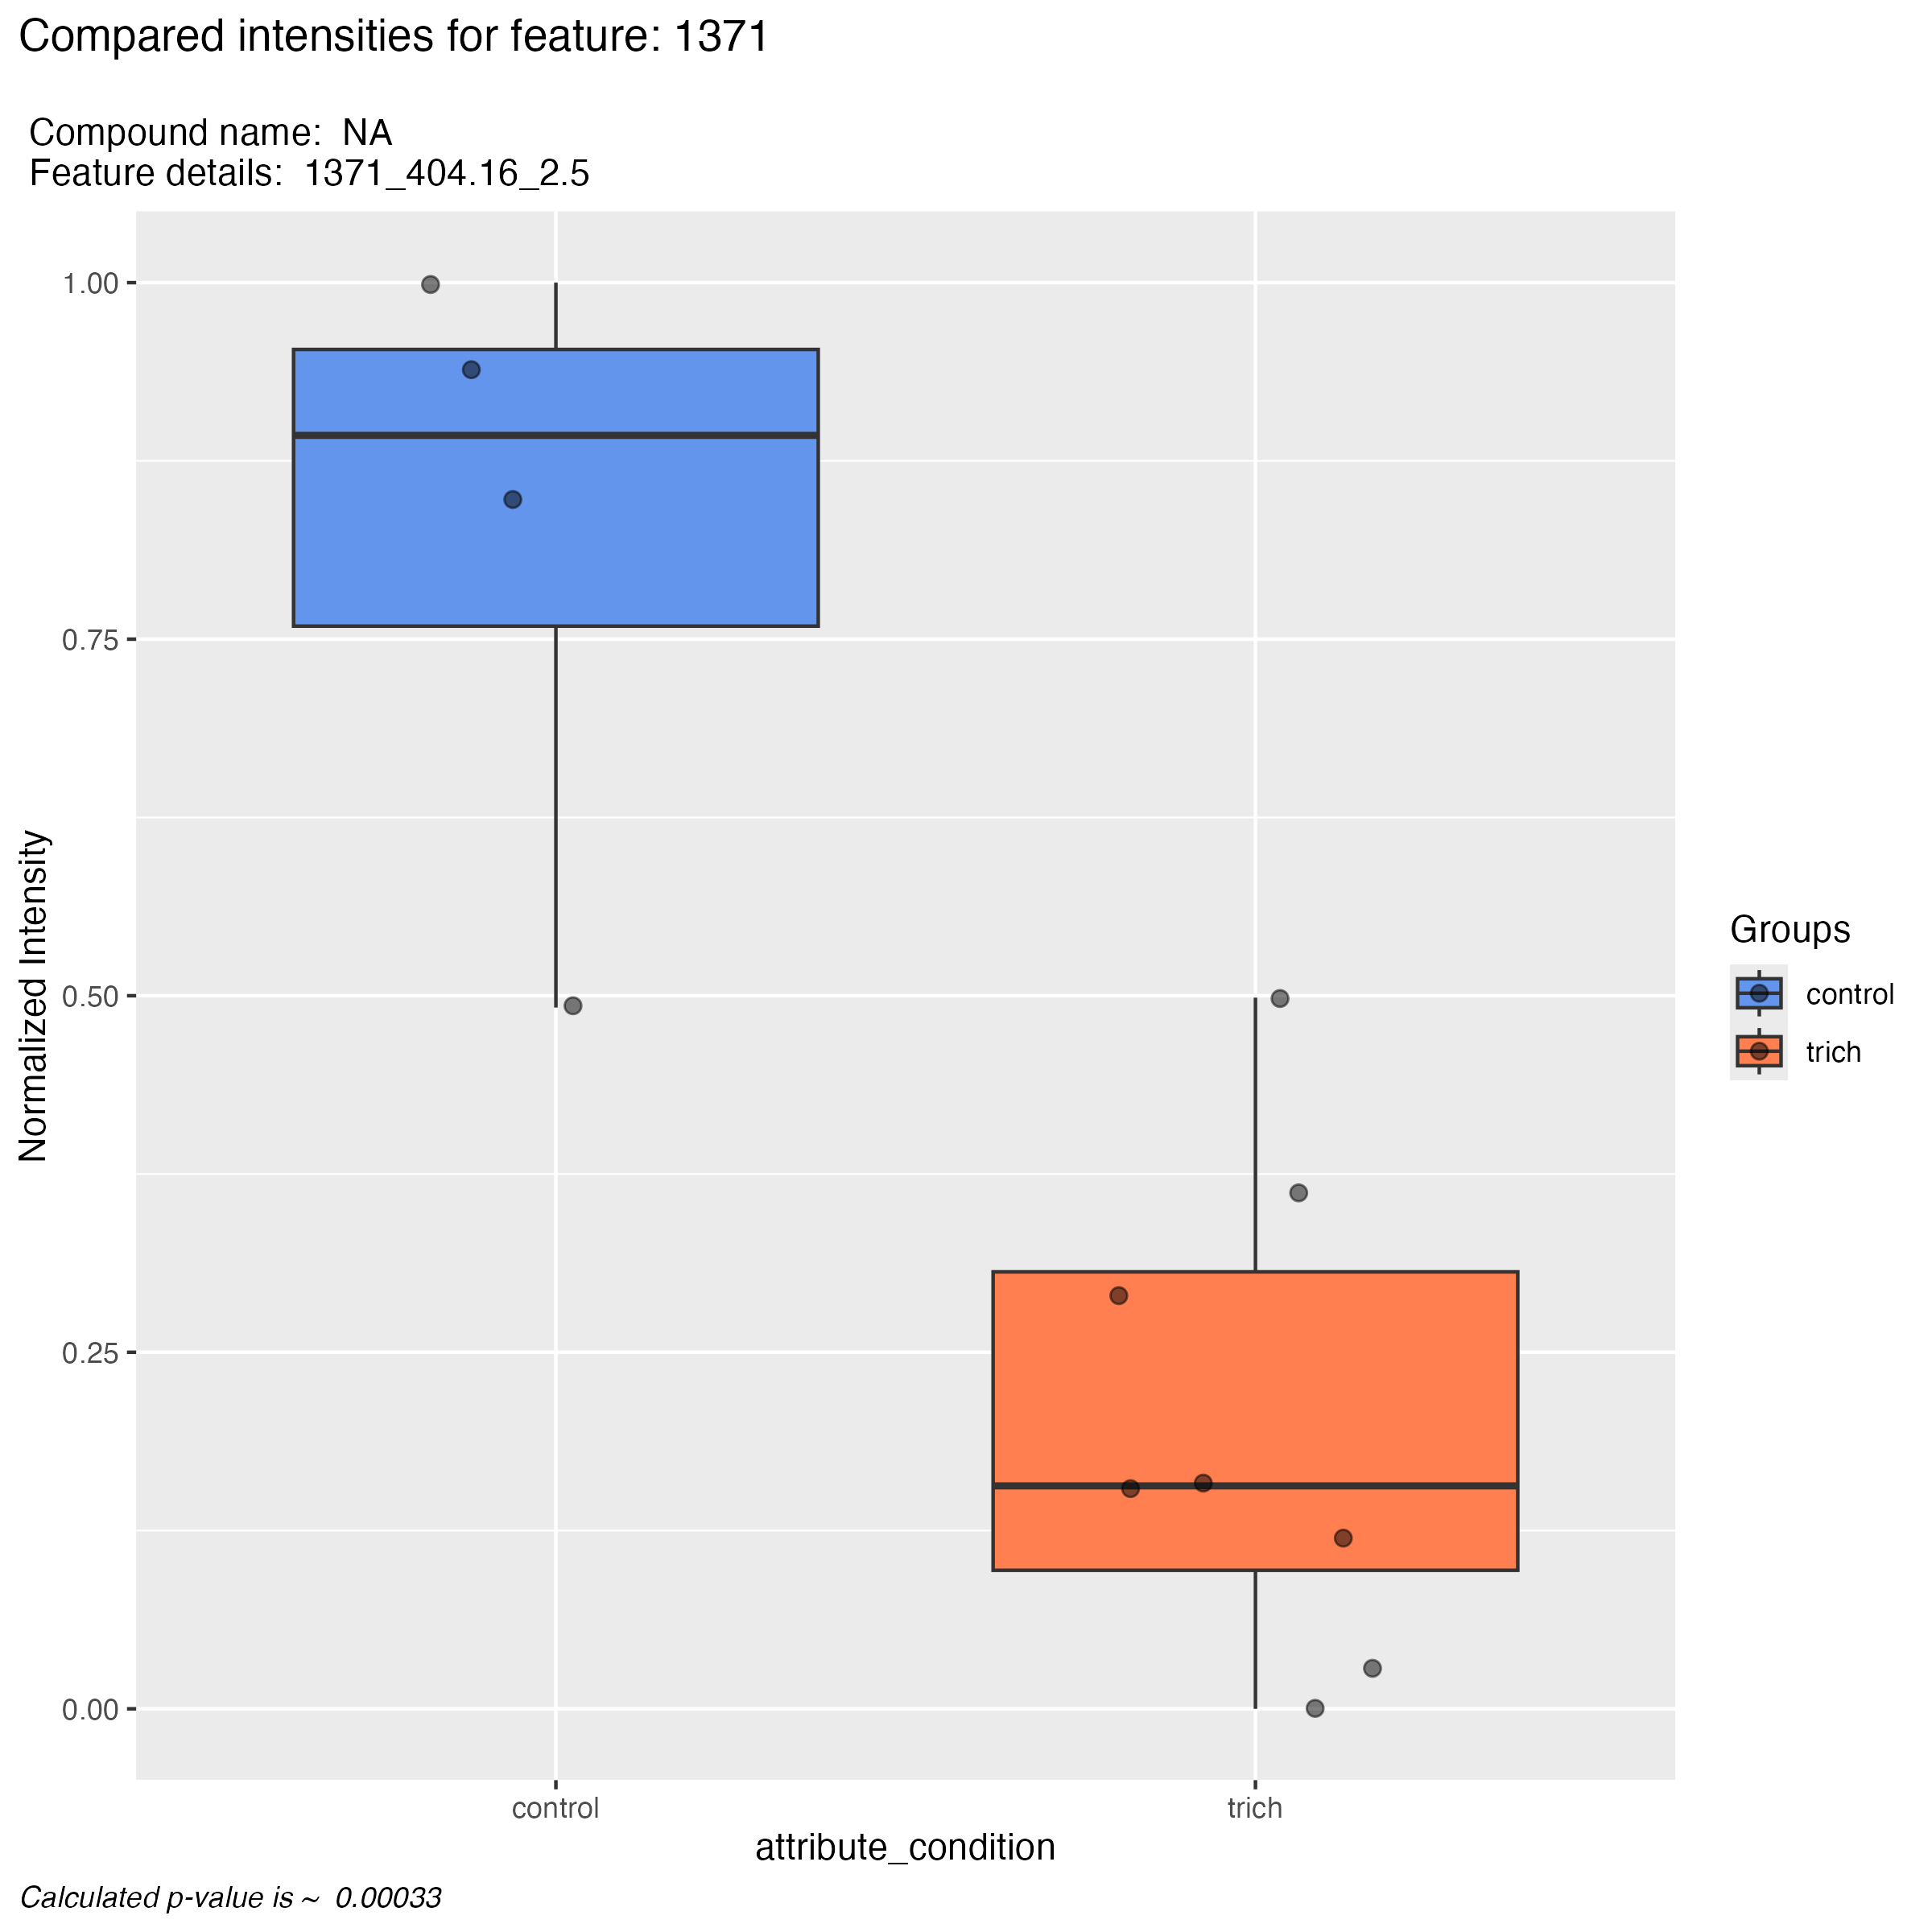 Compared intensities for feature: 1371
Compound name:  NA
Feature details:  1371_404.16_2.5
1.00
0.75
0.50
0.25
0.00
Normalized Intensity
control
trich
attribute_condition
Groups
control
trich
Calculated p-value is ~  0.00033